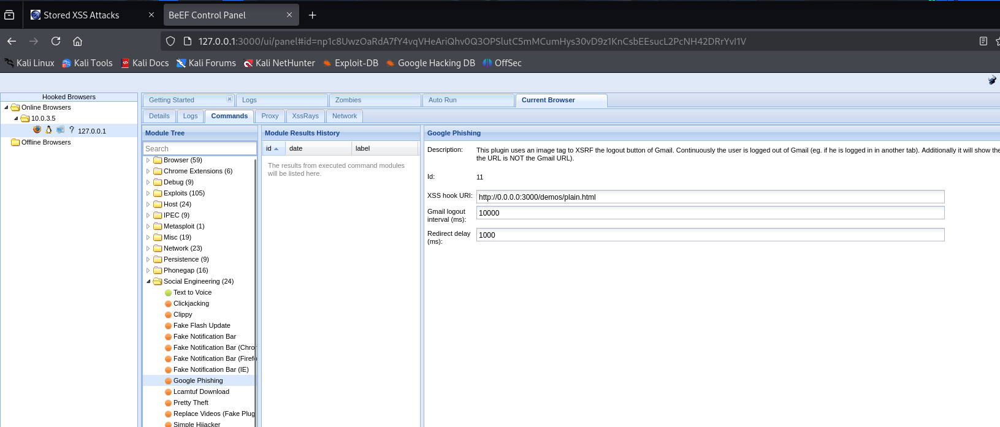 Stored XSS Attacks
BeEF Control Panel
127.0.0.1:3000/ui/panel#id=np1c8UwzOaRdA7fY4vqVHeAriQhv0Q3OPSlutC5mMCumHys30vD9z1KnCsbEEsucL2PcNH42DRrYvI1V
Kali Linux Kali Tools Kali Docs Kali Forums Kali NetHunter Exploit-DB Google Hacking DB OffSec
Hooked Browsers
Online Browsers
10.0.3.5
? 127.0.0.1
Offline Browsers
Getting Started Logs Zombies Auto Run Current Browser
Details Logs Commands Proxy XssRays Network
Module Tree
Search
Browser (59)
Chrome Extensions (6)
Debug (9)
Exploits (105)
Host (24)
IPEC (9)
Metasploit (1)
Misc (19)
Network (23)
Persistence (9)
Phonegap (16)
Social Engineering (24)
Text to Voice
Clickjacking
Clippy
Fake Flash Update
Fake Notification Bar
Fake Notification Bar (Chro
Fake Notification Bar (Firefo
Fake Notification Bar (IE)
Google Phishing
Lcamtuf Download
Pretty Theft
Replace Videos (Fake Plug
Simple Hijacker
Module Results History
id date label
The results from executed command modules
will be listed here.
Google Phishing
Description: This plugin uses an image tag to XSRF the logout button of Gmail. Continuously the user is logged out of Gmail (eg. if he is logged in in another tab). Additionally it will show the
the URL is NOT the Gmail URL).
Id: 11
XSS hook URI: http://0.0.0.0:3000/demos/plain.html
Gmail logout
interval (ms): 10000
Redirect delay
(ms): 1000